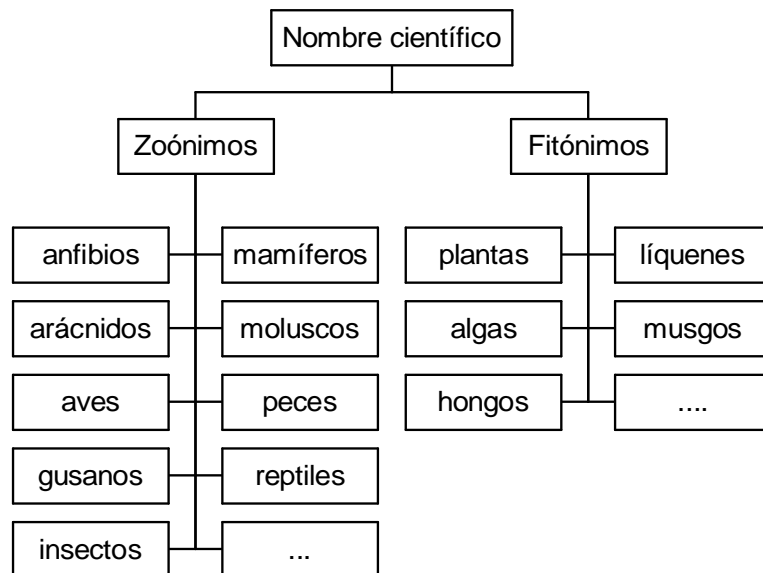 Nombre científico
Zoónimos
Fitónimos
anfibios
mamíferos
arácnidos
moluscos
aves
peces
gusanos
reptiles
insectos
...
plantas
líquenes
algas
musgos
hongos
....